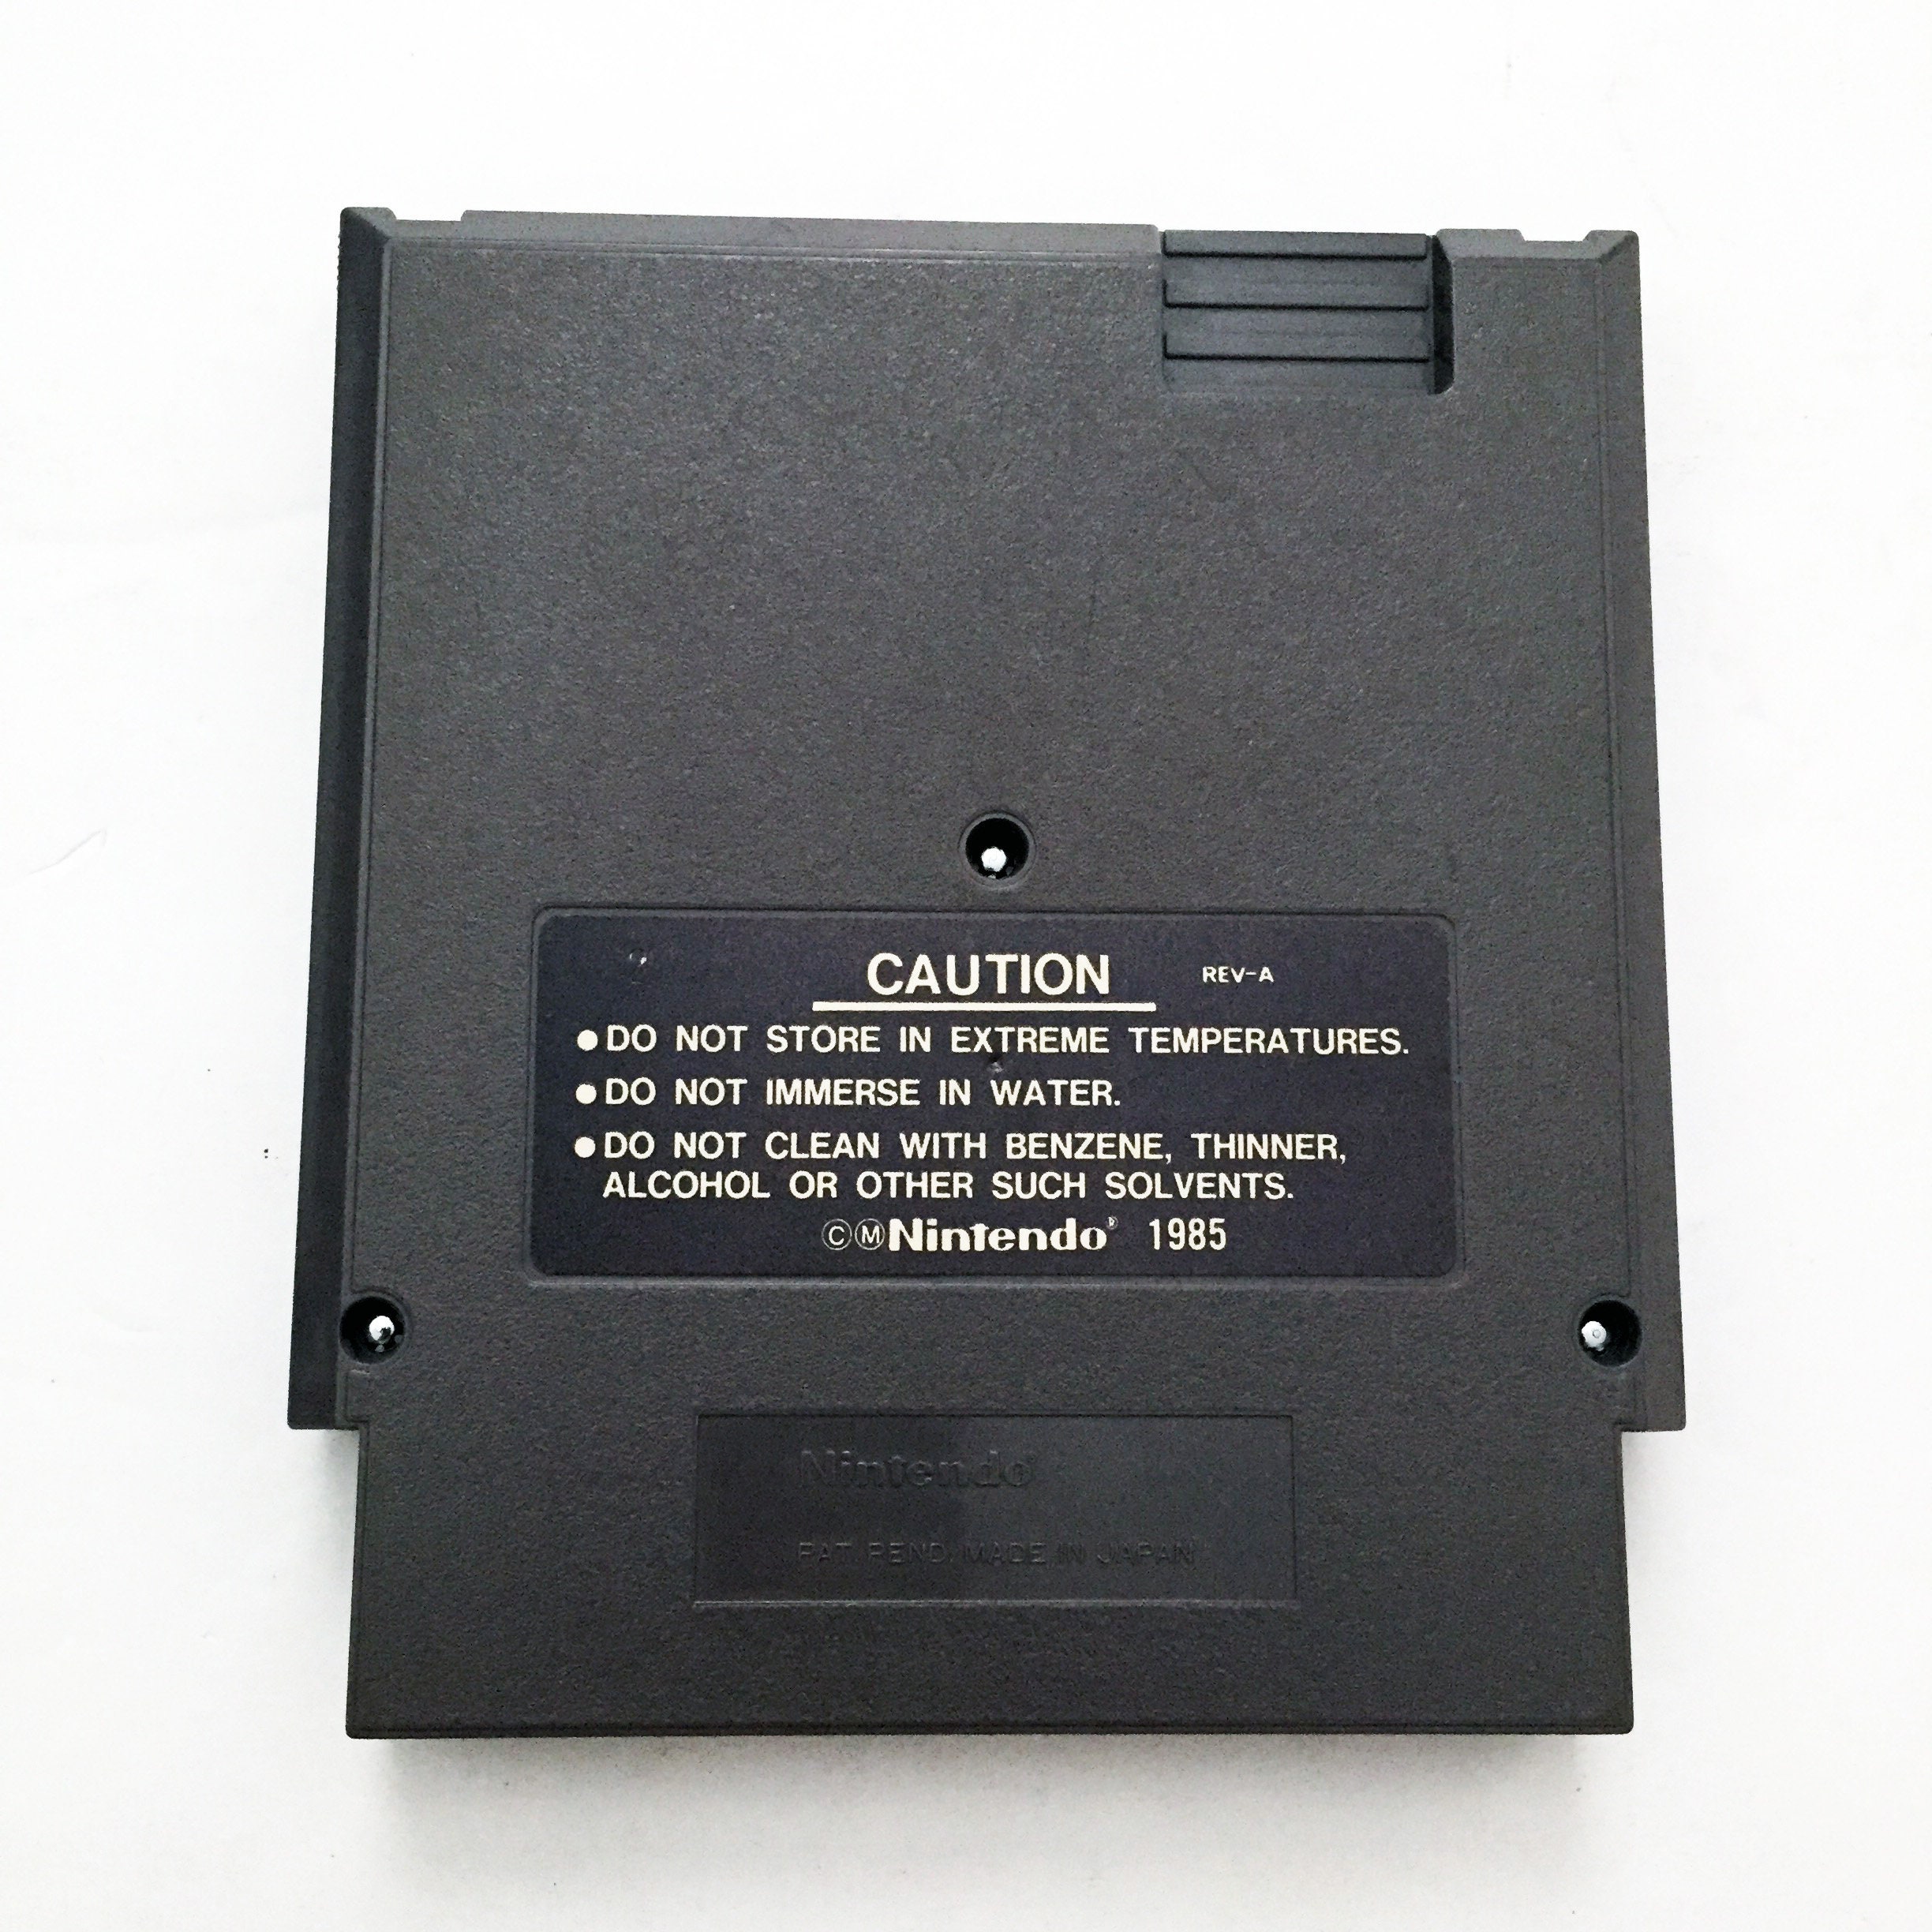 CAUTION REV-A
●DO NOT STORE IN EXTREME TEMPERATURES.
●DO NOT IMMERSE IN WATER.
●DO NOT CLEAN WITH BENZENE, THINNER,
ALCOHOL OR OTHER SUCH SOLVENTS.
ⒸⓂNintendo® 1985
Nintendo
PAT. PEND. MADE IN JAPAN